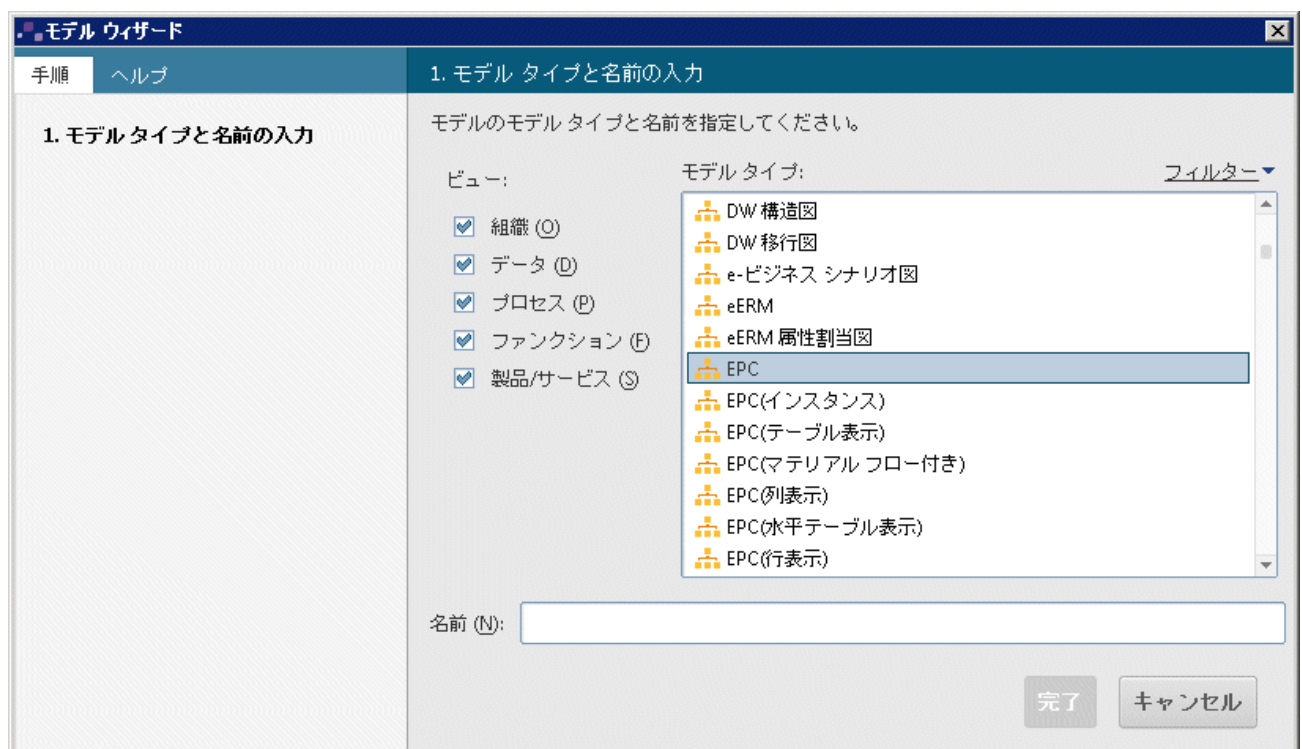 モデル ウィザード
手順
ヘルプ
1. モデル タイプと名前の入力
1. モデル タイプと名前の入力
モデルのモデル タイプと名前を指定してください。
ビュー:
組織 (O)
データ (D)
プロセス (P)
ファンクション (F)
製品/サービス (S)
モデル タイプ:
フィルター
DW 構造図
DW 移行図
e-ビジネス シナリオ図
eERM
eERM 属性割当図
EPC
EPC(インスタンス)
EPC(テーブル表示)
EPC(マテリアル フロー付き)
EPC(列表示)
EPC(水平テーブル表示)
EPC(行表示)
名前 (N):
完了
キャンセル